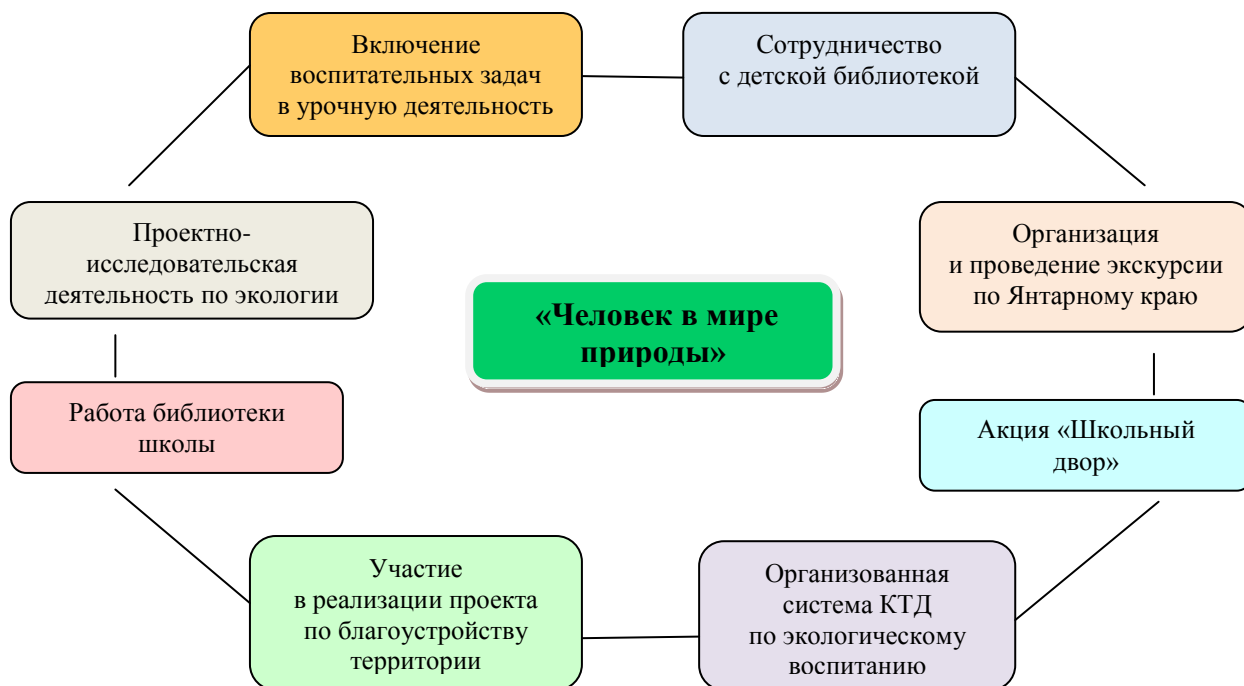 Включение
воспитательных задач
в урочную деятельность
Сотрудничество
с детской библиотекой
Проектно-
исследовательская
деятельность по экологии
Организация
и проведение экскурсии
по Янтарному краю
«Человек в мире
природы»
Работа библиотеки
школы
Акция «Школьный
двор»
Участие
в реализации проекта
по благоустройству
территории
Организованная
система КТД
по экологическому
воспитанию